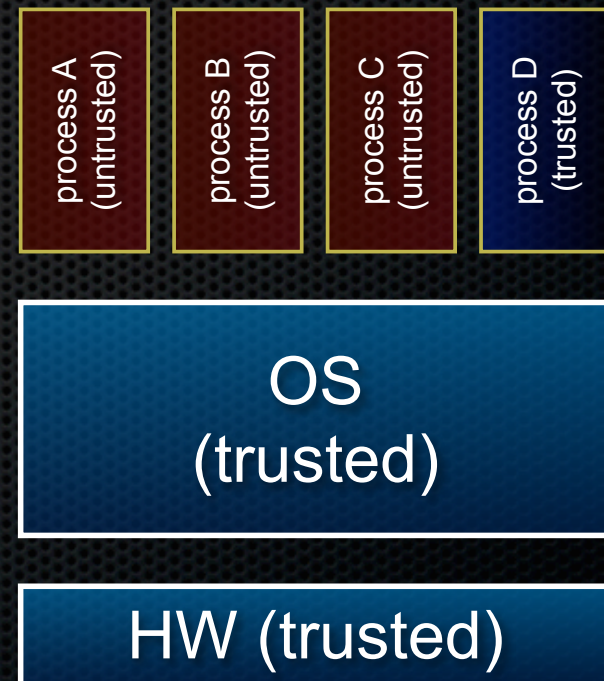 process A
(untrusted)
process B
(untrusted)
process C
(untrusted)
process D
(trusted)
OS
(trusted)
HW (trusted)